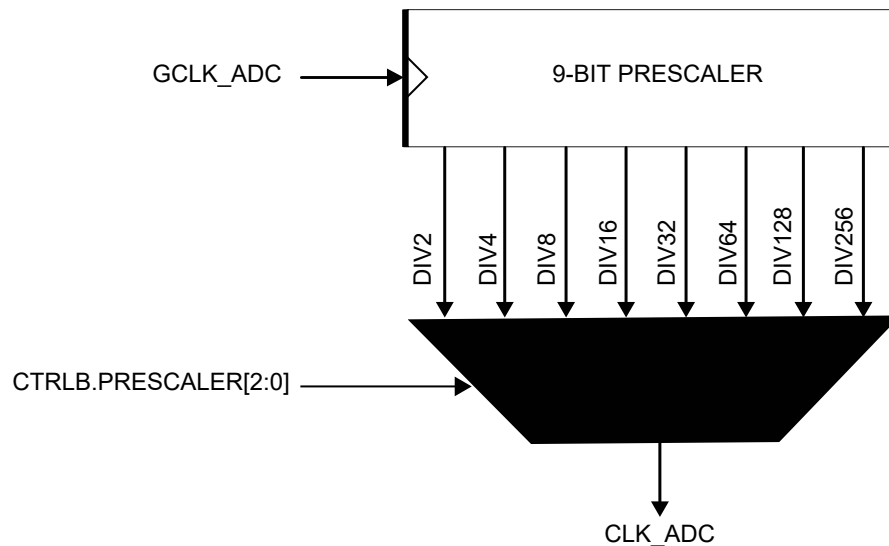 GCLK_ADC
9-BIT PRESCALER
DIV2
DIV4
DIV8
DIV16
DIV32
DIV64
DIV128
DIV256
CTRLB.PRESCALER[2:0]
CLK_ADC